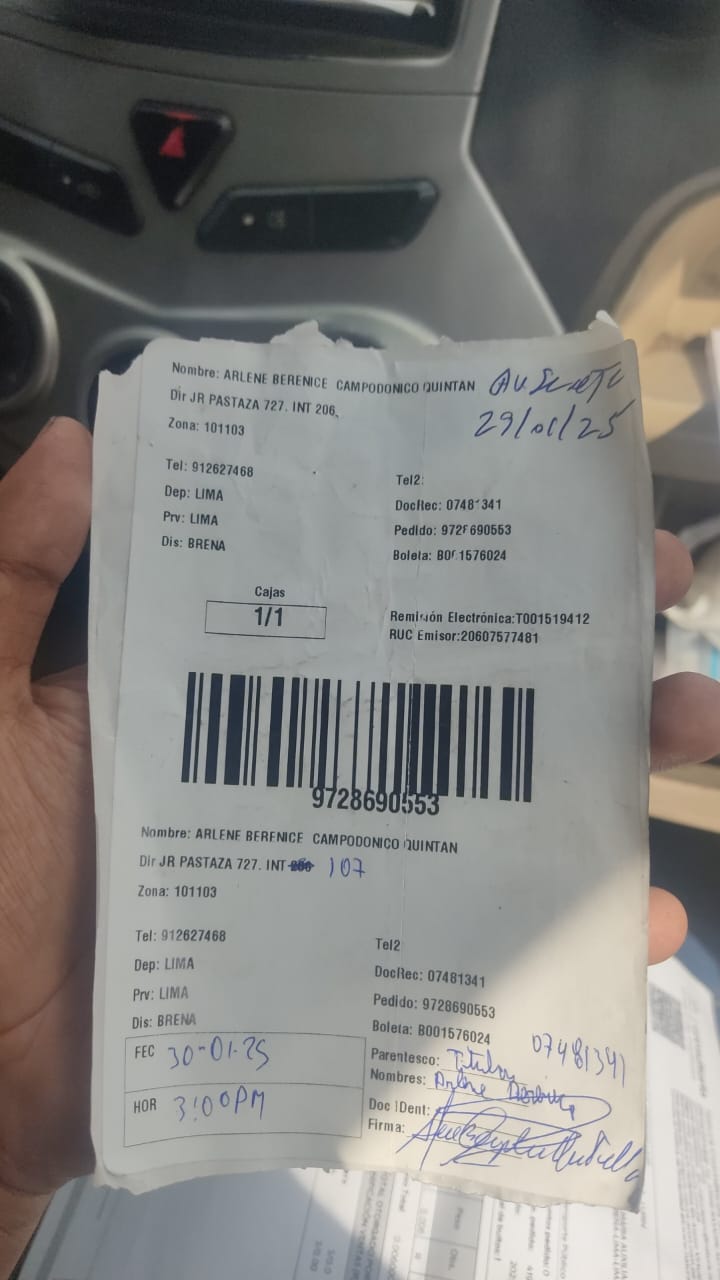 Nombre: ARLENE BERENICE CAMPODONICO QUINTAN
Dir JR PASTAZA 727. INT 206.
29/01/25
Zona: 101103
Tel: 912627468
Tel2:
Dep: LIMA
DocRec: 07481341
Prv: LIMA
Pedido: 9728690553
Dis: BRENA
Boleta: B001576024
Cajas
1/1
Remisión Electrónica:T001519412
RUC Emisor:20607577481
9728690553
Nombre: ARLENE BERENICE CAMPODONICO QUINTAN
Dir JR PASTAZA 727. INT 107
Zona: 101103
Tel: 912627468
Tel2
Dep: LIMA
DocRec: 07481341
Prv: LIMA
Pedido: 9728690553
Dis: BRENA
Boleta: B001576024
07481341
FEC 30-01-25
Parentesco: Titular
Nombres: Arlene
HOR 3:00PM
Doc IDent:
Firma: